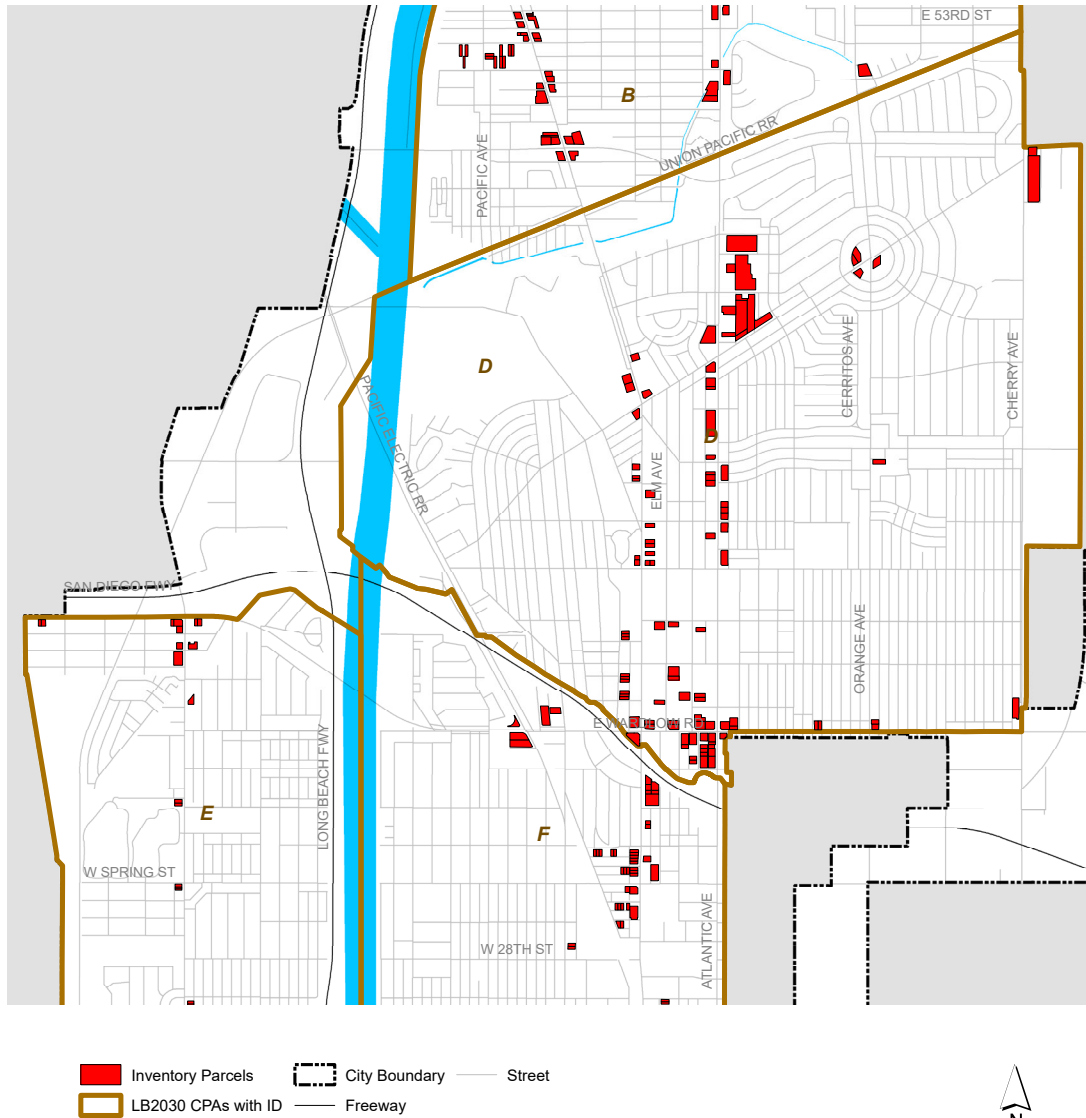 E 53RD ST
B
UNION PACIFIC RR
PACIFIC AVE
D
CERRITOS AVE
CHERRY AVE
PACIFIC ELECTRIC RR
D
ELM AVE
SAN DIEGO FWY
ORANGE AVE
E WARDLOW RD
LONG BEACH FWY
E
F
W SPRING ST
ATLANTIC AVE
W 28TH ST
Inventory Parcels
City Boundary
Street
LB2030 CPAs with ID
Freeway
N